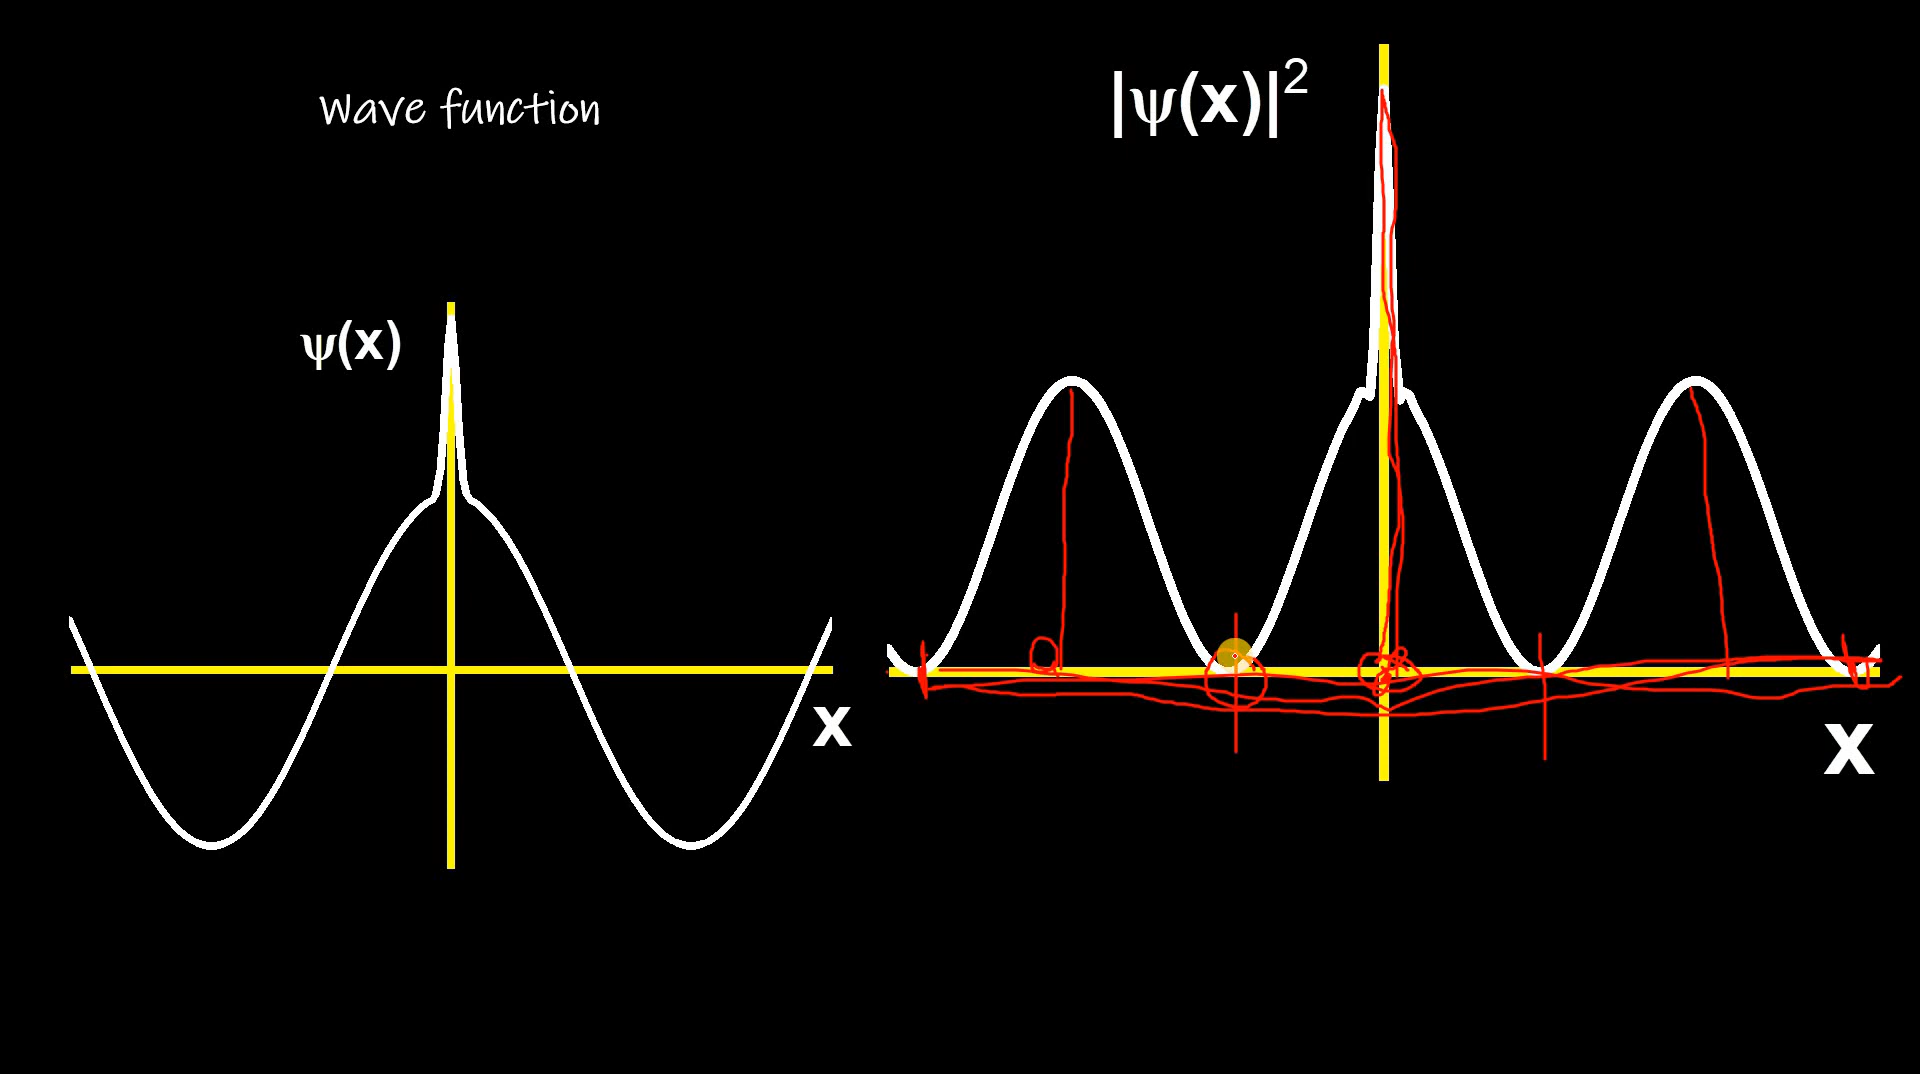 Wave function
|ψ(x)|²
ψ(x)
x
x